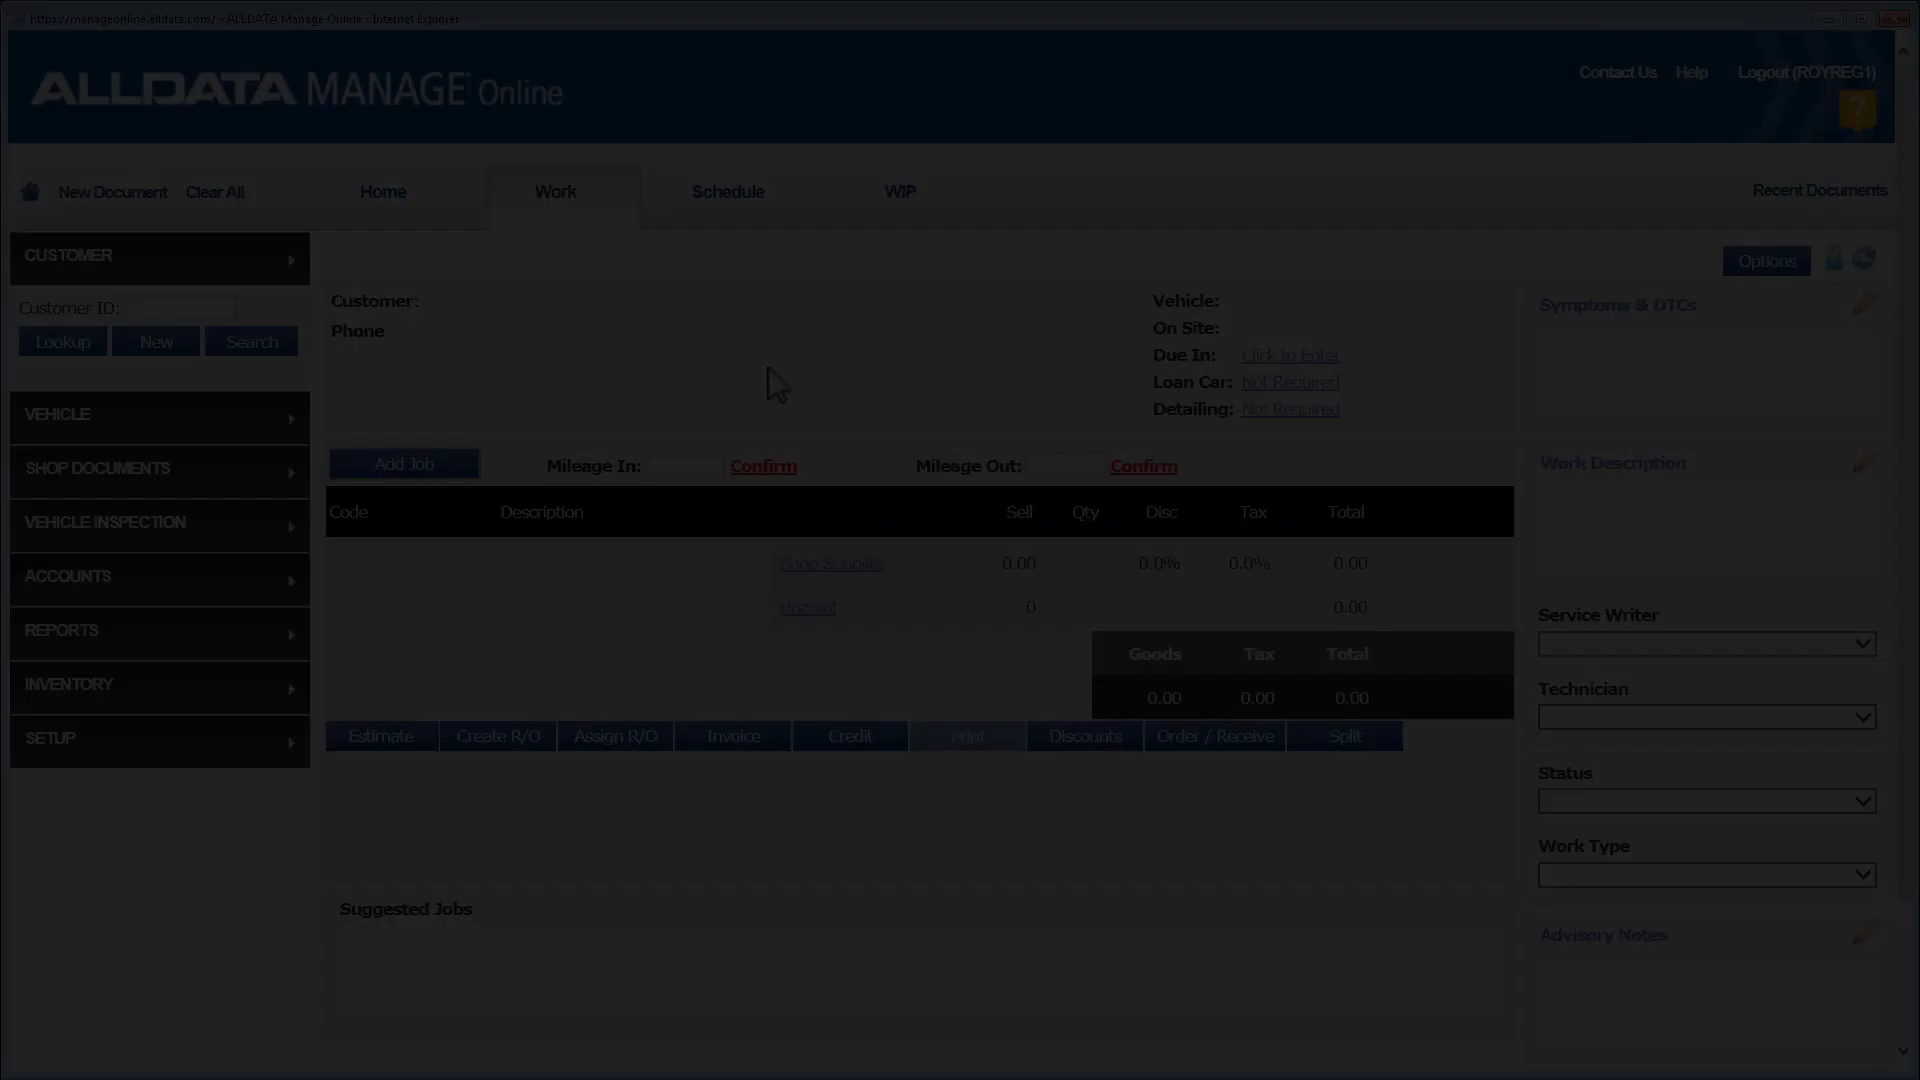 https://manageonline.alldata.com/ - ALLDATA Manage Online - Internet Explorer
ALLDATA MANAGE Online
Contact Us Help Logout (ROYREG1)
?
New Document Clear All Home Work Schedule WIP Recent Documents
CUSTOMER
Options
Customer ID:
Lookup New Search
VEHICLE
SHOP DOCUMENTS
VEHICLE INSPECTION
ACCOUNTS
REPORTS
INVENTORY
SETUP
Customer:
Phone
Vehicle:
On Site:
Due In: Click to Enter
Loan Car: Not Required
Detailing: Not Required
Add Job Mileage In: Confirm Mileage Out: Confirm
Code Description Sell Qty Disc Tax Total
Shop Supplies 0.00 0.0% 0.0% 0.00
Hazmat 0 0.00
Goods Tax Total
0.00 0.00 0.00
Estimate Create R/O Assign R/O Invoice Credit Print Discounts Order / Receive Split
Suggested Jobs
Symptoms & DTCs
Work Description
Service Writer
Technician
Status
Work Type
Advisory Notes